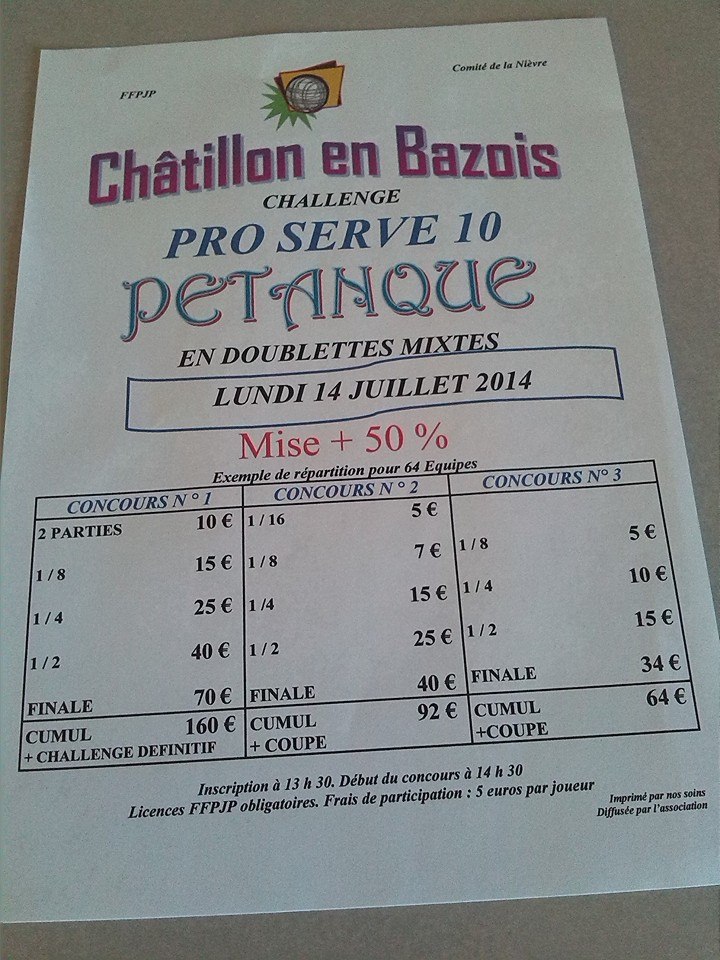 FFPJP
Comité de la Nièvre
Châtillon en Bazois
CHALLENGE
PRO SERVE 10
PETANQUE
EN DOUBLETTES MIXTES
LUNDI 14 JUILLET 2014
Mise + 50 %
Exemple de répartition pour 64 Equipes
CONCOURS N ° 1
2 PARTIES 10 €
1 / 8 15 €
1 / 4 25 €
1 / 2 40 €
FINALE 70 €
CUMUL 160 €
+ CHALLENGE DEFINITIF
CONCOURS N ° 2
1 / 16 5 €
1 / 8 7 €
1 /4 15 €
1 / 2 25 €
FINALE 40 €
CUMUL 92 €
+ COUPE
CONCOURS N° 3
1 / 8 5 €
1 / 4 10 €
1 / 2 15 €
FINALE 34 €
CUMUL 64 €
+COUPE
Inscription à 13 h 30. Début du concours à 14 h 30
Licences FFPJP obligatoires. Frais de participation : 5 euros par joueur
Imprimé par nos soins
Diffusée par l'association